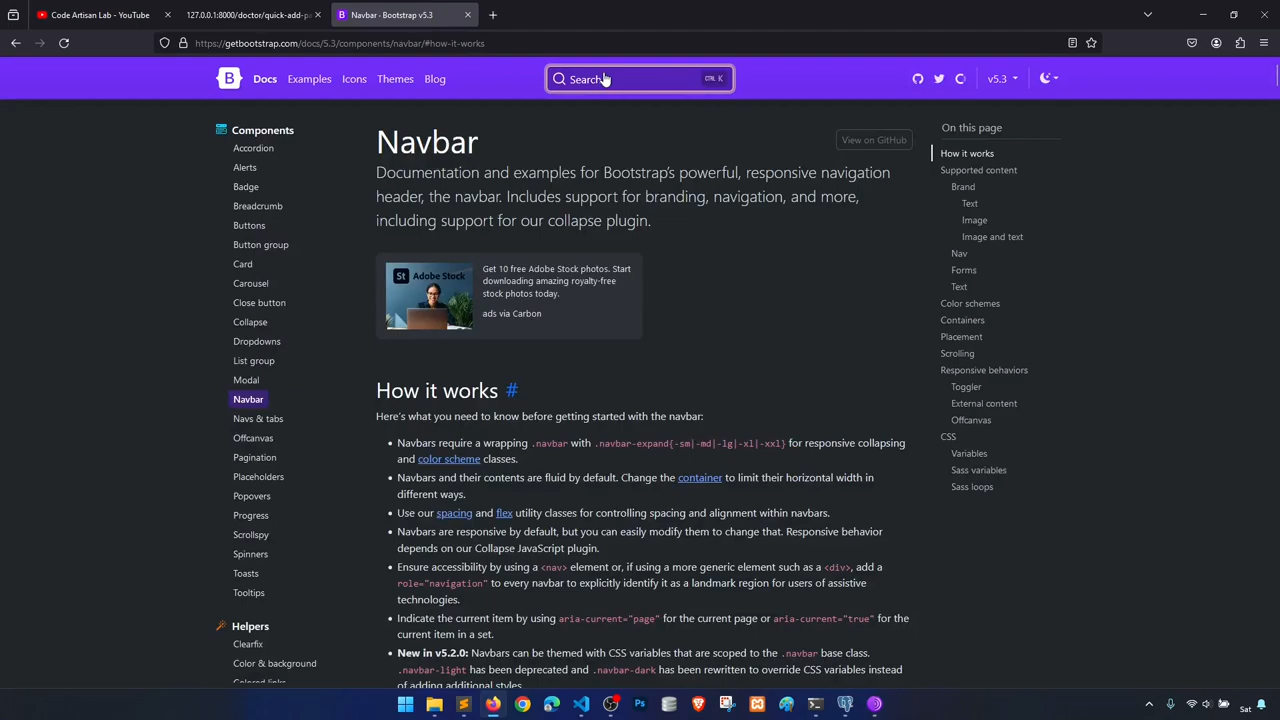 Code Artisan Lab - YouTube
127.0.0.1:8000/doctor/quick-add-pa
Navbar · Bootstrap v5.3
https://getbootstrap.com/docs/5.3/components/navbar/#how-it-works
B
Docs
Examples
Icons
Themes
Blog
Search
CTRL K
v5.3
Components
Accordion
Alerts
Badge
Breadcrumb
Buttons
Button group
Card
Carousel
Close button
Collapse
Dropdowns
List group
Modal
Navbar
Navs & tabs
Offcanvas
Pagination
Placeholders
Popovers
Progress
Scrollspy
Spinners
Toasts
Tooltips
Helpers
Clearfix
Color & background
Colored links
Navbar
View on GitHub
Documentation and examples for Bootstrap's powerful, responsive navigation
header, the navbar. Includes support for branding, navigation, and more,
including support for our collapse plugin.
St Adobe Stock
Get 10 free Adobe Stock photos. Start
downloading amazing royalty-free
stock photos today.
ads via Carbon
How it works #
Here's what you need to know before getting started with the navbar:
• Navbars require a wrapping .navbar with .navbar-expand{-sm|-md|-lg|-xl|-xxl} for responsive collapsing
and color scheme classes.
• Navbars and their contents are fluid by default. Change the container to limit their horizontal width in
different ways.
• Use our spacing and flex utility classes for controlling spacing and alignment within navbars.
• Navbars are responsive by default, but you can easily modify them to change that. Responsive behavior
depends on our Collapse JavaScript plugin.
• Ensure accessibility by using a <nav> element or, if using a more generic element such as a <div>, add a
role="navigation" to every navbar to explicitly identify it as a landmark region for users of assistive
technologies.
• Indicate the current item by using aria-current="page" for the current page or aria-current="true" for the
current item in a set.
• New in v5.2.0: Navbars can be themed with CSS variables that are scoped to the .navbar base class.
.navbar-light has been deprecated and .navbar-dark has been rewritten to override CSS variables instead
of adding additional styles.
On this page
How it works
Supported content
Brand
Text
Image
Image and text
Nav
Forms
Text
Color schemes
Containers
Placement
Scrolling
Responsive behaviors
Toggler
External content
Offcanvas
CSS
Variables
Sass variables
Sass loops
Ps
Sat